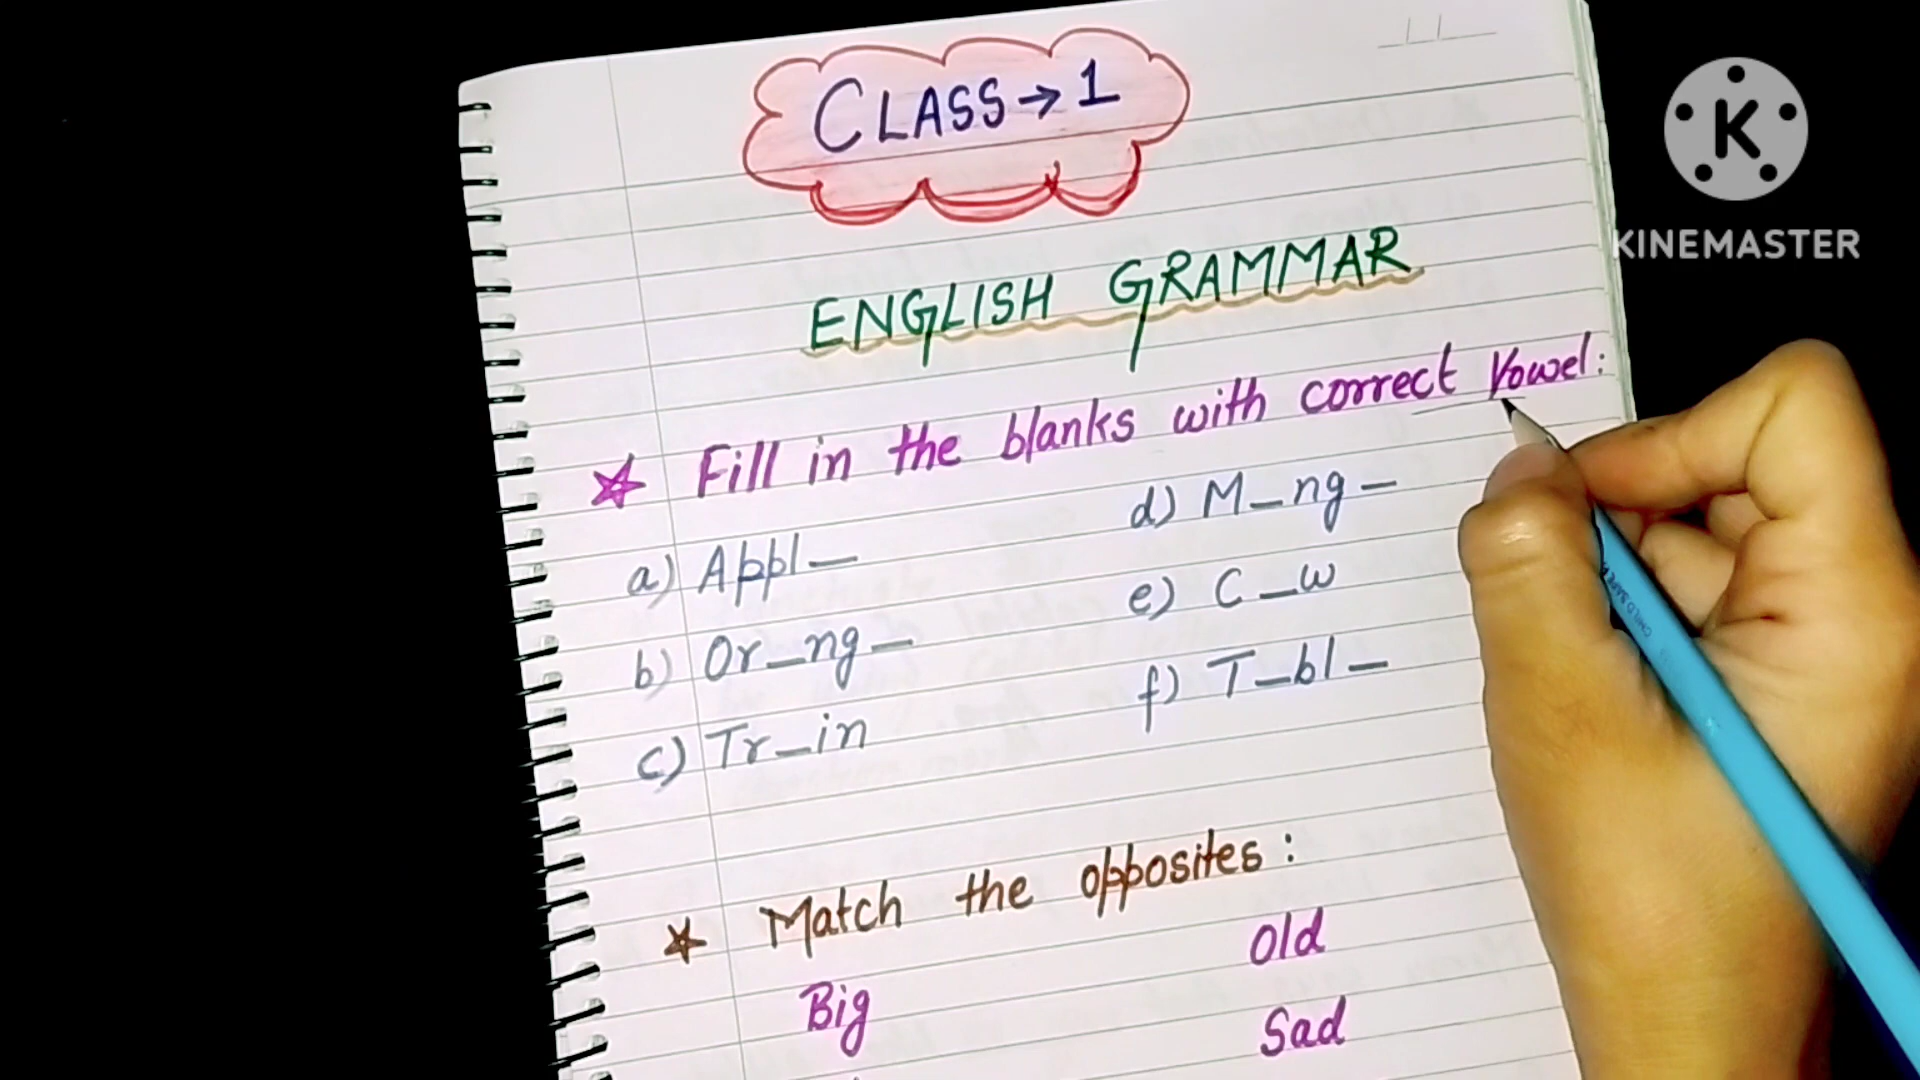 CLASS → 1
ENGLISH GRAMMAR
☆ Fill in the blanks with correct Vowel:
a) Appl_
b) Or_ng_
c) Tr_in
d) M_ng_
e) C_w
f) T_bl_
☆ Match the opposites:
Big Old
Sad
K
KINEMASTER